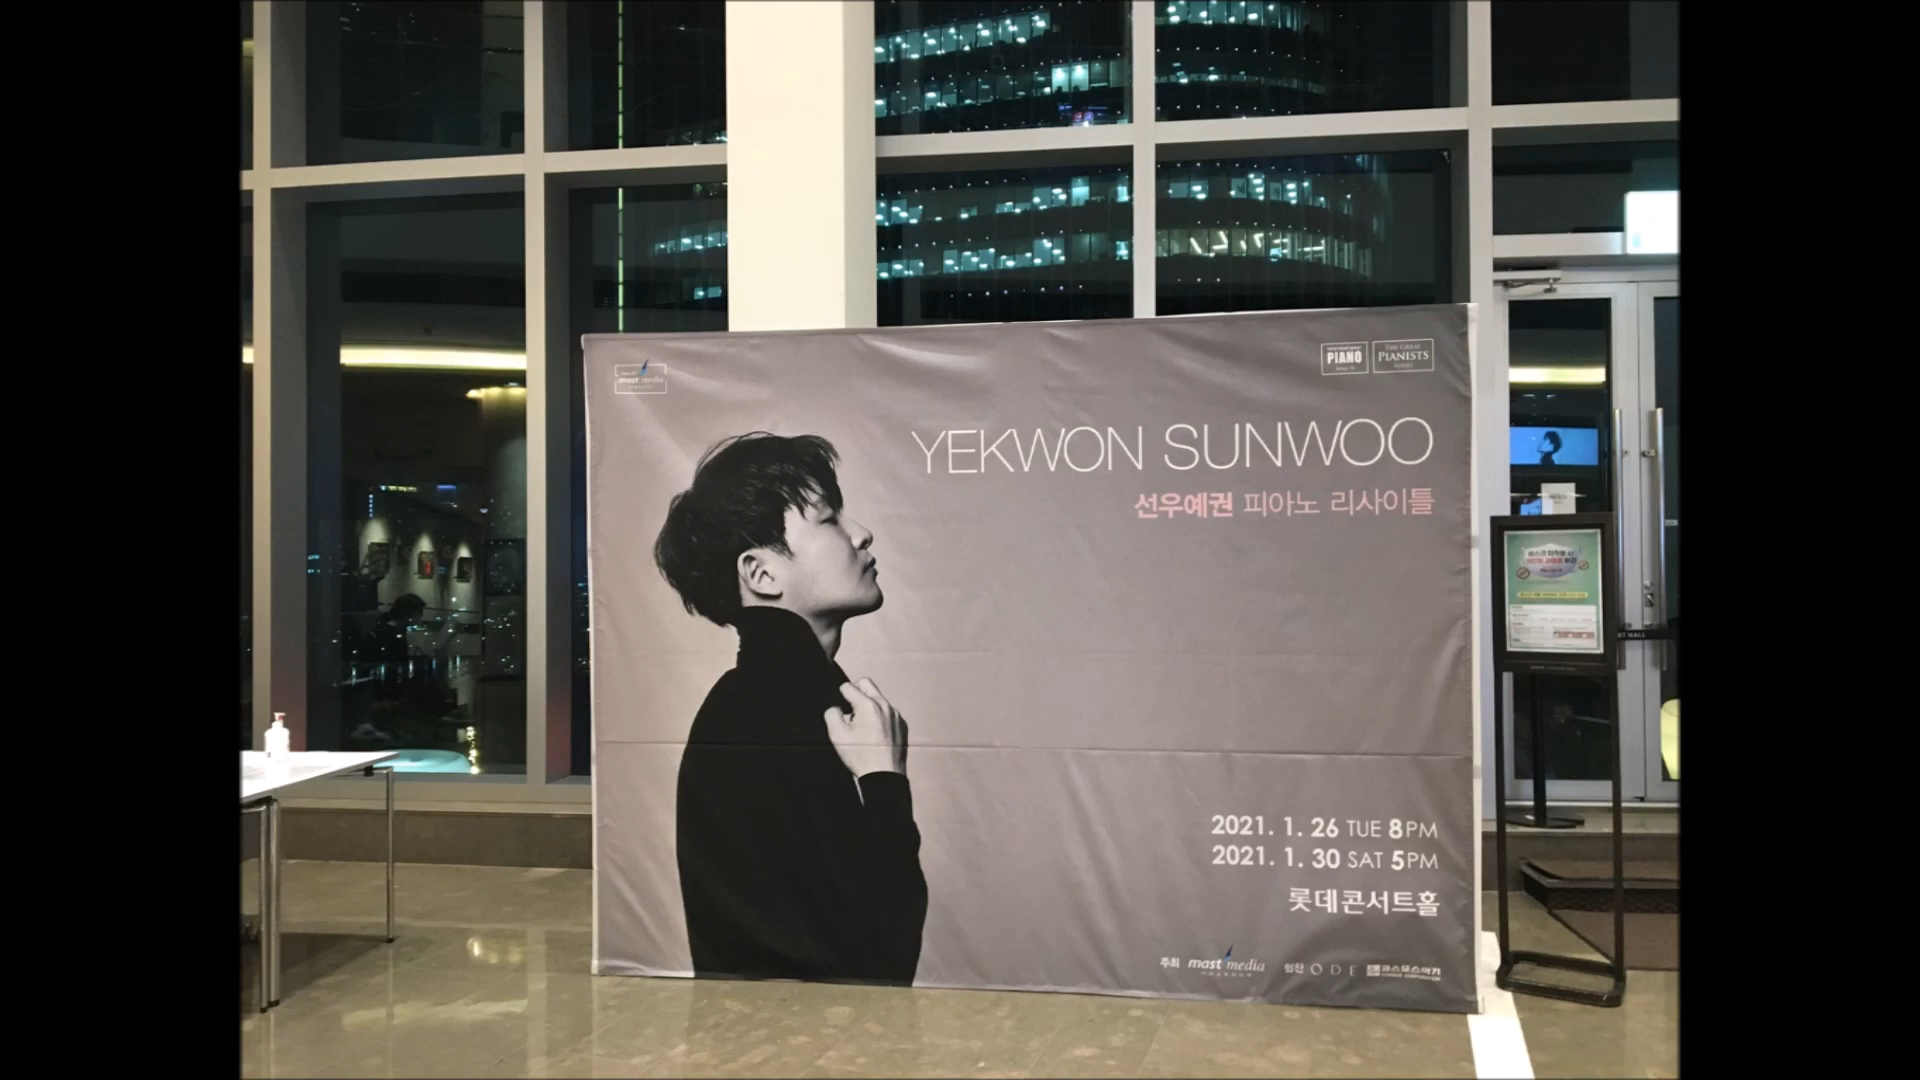 mast media
PIANO
THE GREAT
PIANISTS
SERIES
YEKWON SUNWOO
선우예권 피아노 리사이틀
2021. 1. 26 TUE 8PM
2021. 1. 30 SAT 5PM
롯데콘서트홀
주최 mast media 협찬 ODE 코스모스악기
HALL